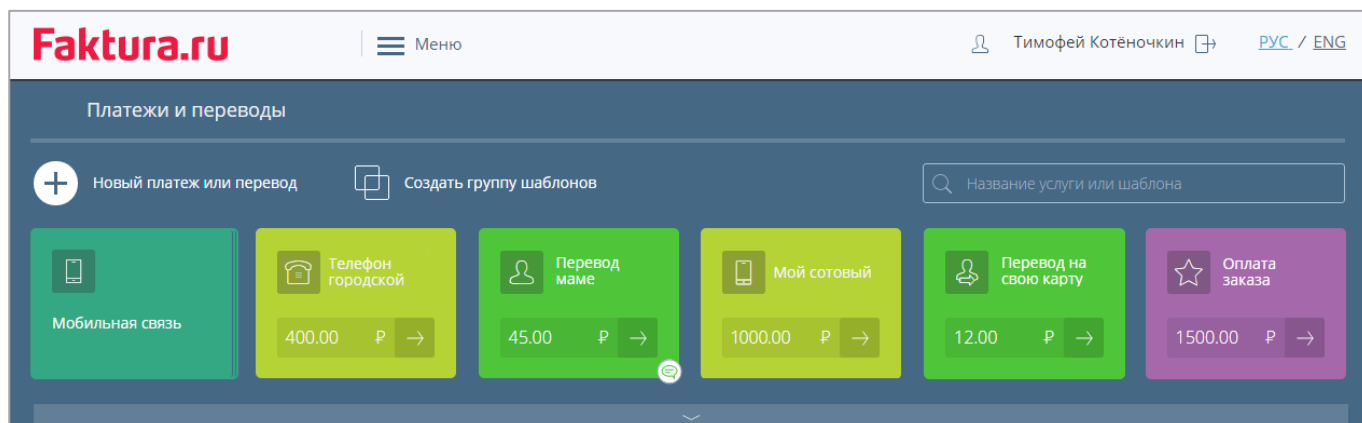 Faktura.ru
Меню
Тимофей Котёночкин
РУС / ENG
Платежи и переводы
Новый платеж или перевод
Создать группу шаблонов
Название услуги или шаблона
Мобильная связь
Телефон
городской
400.00 ₽
Перевод
маме
45.00 ₽
Мой сотовый
1000.00 ₽
Перевод на
свою карту
12.00 ₽
Оплата
заказа
1500.00 ₽